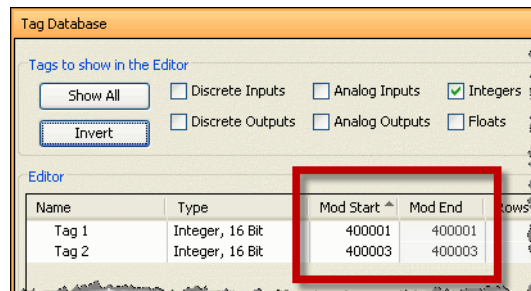 Tag Database
Tags to show in the Editor
Show All Discrete Inputs Analog Inputs Integers
Invert Discrete Outputs Analog Outputs Floats
Editor
Name Type Mod Start Mod End Rows
Tag 1 Integer, 16 Bit 400001 400001
Tag 2 Integer, 16 Bit 400003 400003